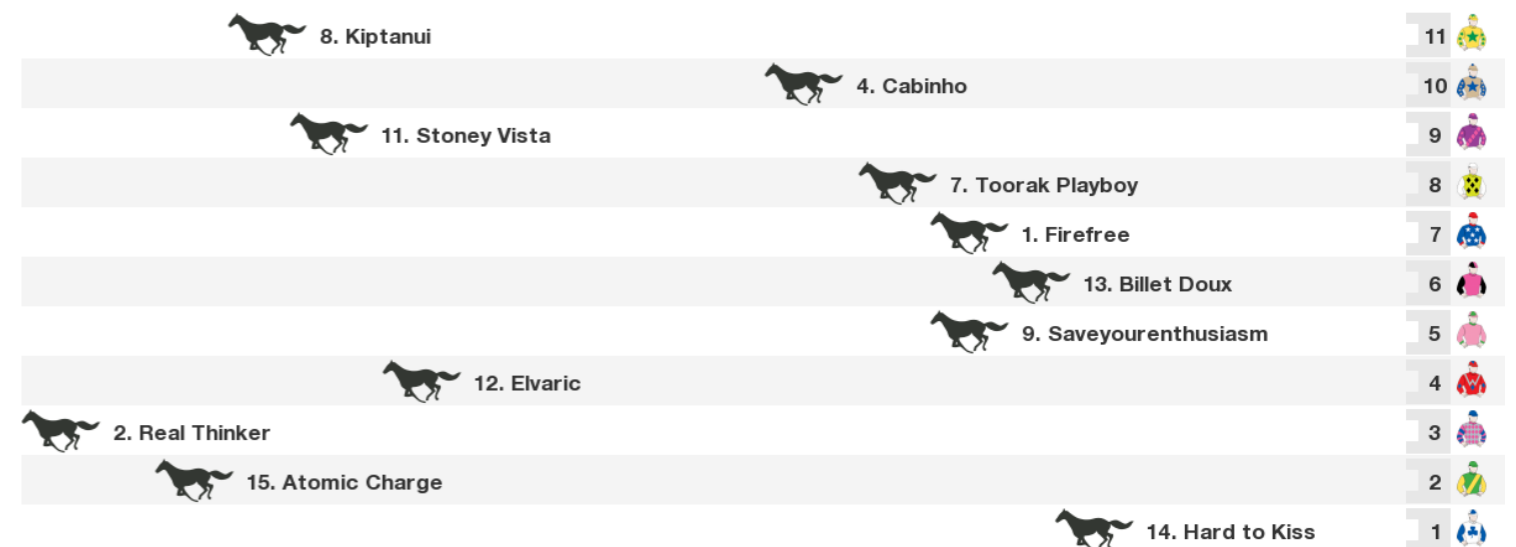 8. Kiptanui 11
4. Cabinho 10
11. Stoney Vista 9
7. Toorak Playboy 8
1. Firefree 7
13. Billet Doux 6
9. Saveyourenthusiasm 5
12. Elvaric 4
2. Real Thinker 3
15. Atomic Charge 2
14. Hard to Kiss 1